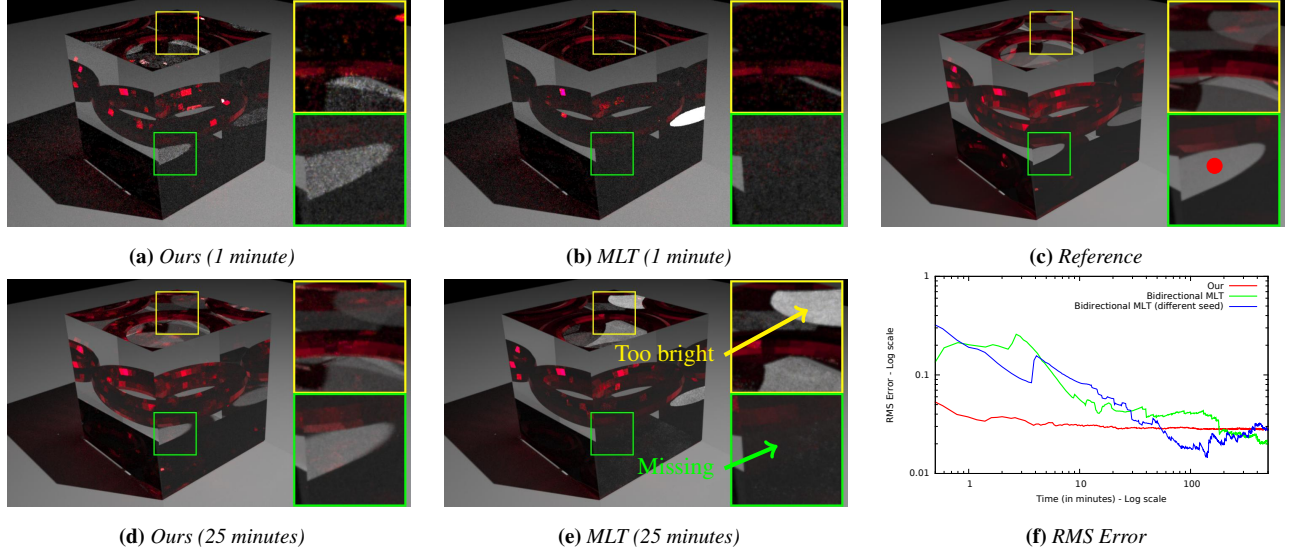 (a) Ours (1 minute)
(b) MLT (1 minute)
(c) Reference
Too bright
Missing
1
0.1
0.01
RMS Error - Log scale
Our
Bidirectional MLT
Bidirectional MLT (different seed)
1
10
100
Time (in minutes) - Log scale
(d) Ours (25 minutes)
(e) MLT (25 minutes)
(f) RMS Error